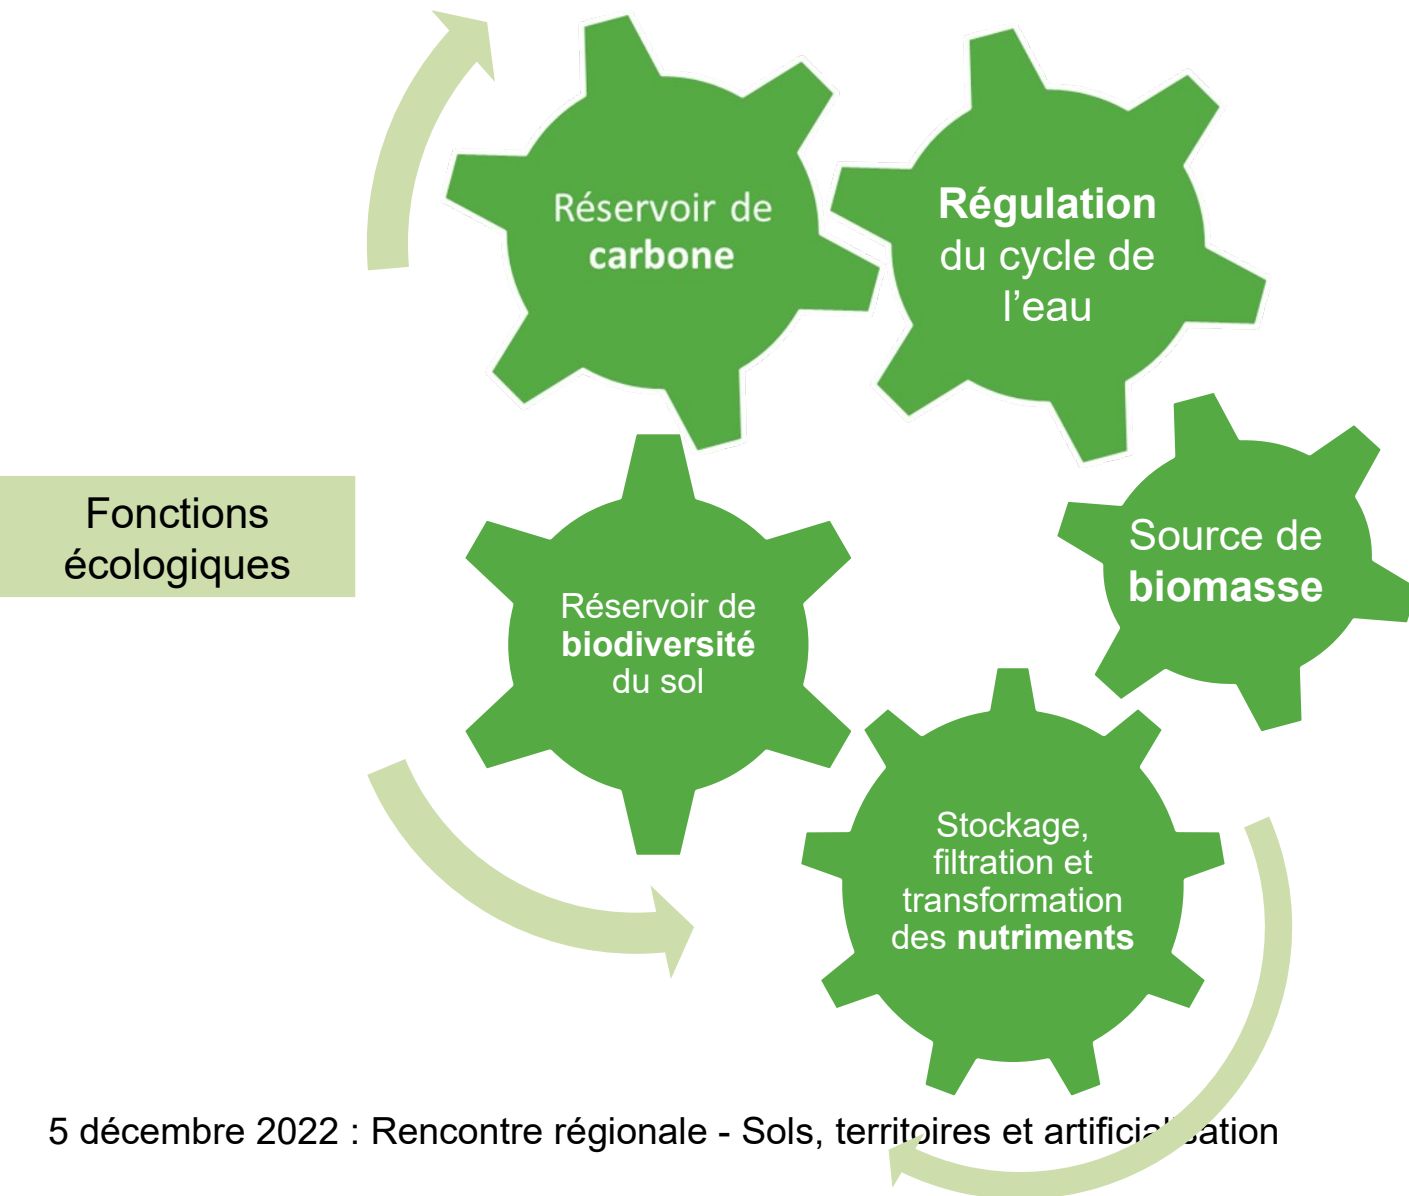 Réservoir de
carbone
Régulation
du cycle de
l’eau
Fonctions
écologiques
Source de
biomasse
Réservoir de
biodiversité
du sol
Stockage,
filtration et
transformation
des nutriments
5 décembre 2022 : Rencontre régionale - Sols, territoires et artificialisation